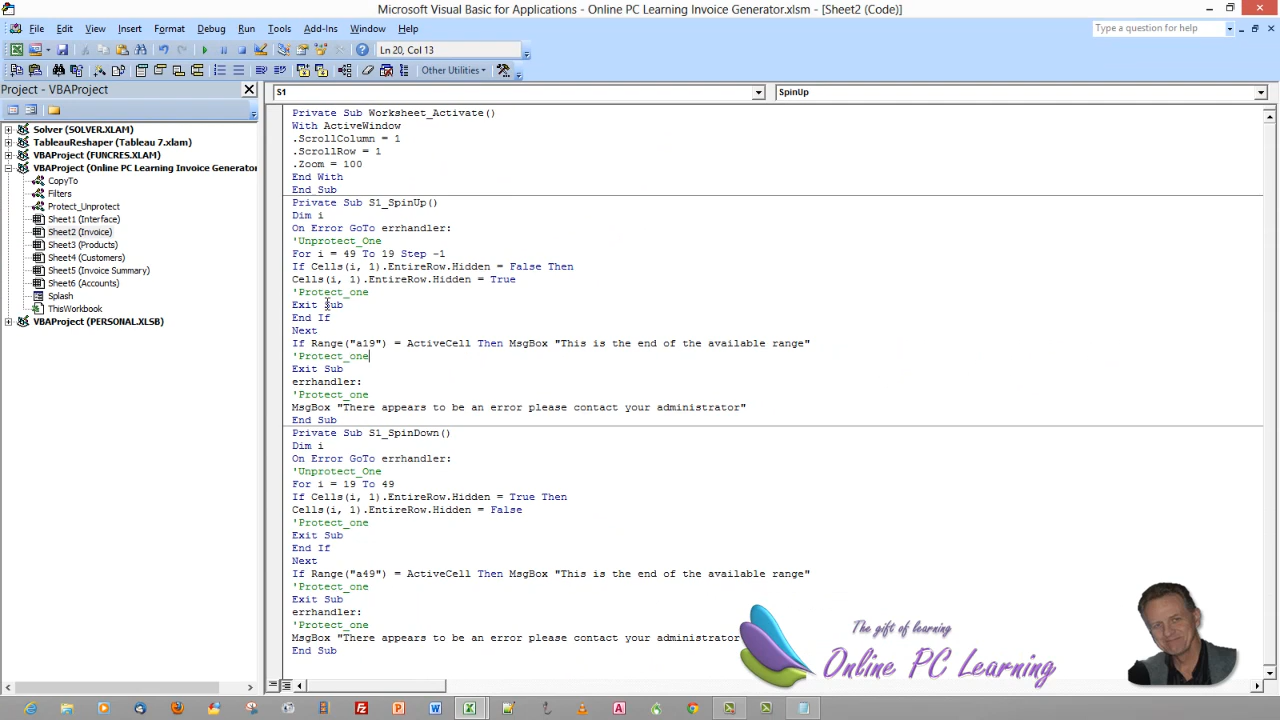 Microsoft Visual Basic for Applications - Online PC Learning Invoice Generator.xlsm - [Sheet2 (Code)]
File Edit View Insert Format Debug Run Tools Add-Ins Window Help
Type a question for help
Ln 20, Col 13
Other Utilities
Project - VBAProject
S1
SpinUp
Solver (SOLVER.XLAM)
TableauReshaper (Tableau 7.xlam)
VBAProject (FUNCRES.XLAM)
VBAProject (Online PC Learning Invoice Generator
CopyTo
Filters
Protect_Unprotect
Sheet1 (Interface)
Sheet2 (Invoice)
Sheet3 (Products)
Sheet4 (Customers)
Sheet5 (Invoice Summary)
Sheet6 (Accounts)
Splash
ThisWorkbook
VBAProject (PERSONAL.XLSB)
Private Sub Worksheet_Activate()
With ActiveWindow
.ScrollColumn = 1
.ScrollRow = 1
.Zoom = 100
End With
End Sub
Private Sub S1_SpinUp()
Dim i
On Error GoTo errhandler:
'Unprotect_One
For i = 49 To 19 Step -1
If Cells(i, 1).EntireRow.Hidden = False Then
Cells(i, 1).EntireRow.Hidden = True
'Protect_one
Exit Sub
End If
Next
If Range("a19") = ActiveCell Then MsgBox "This is the end of the available range"
'Protect_one
Exit Sub
errhandler:
'Protect_one
MsgBox "There appears to be an error please contact your administrator"
End Sub
Private Sub S1_SpinDown()
Dim i
On Error GoTo errhandler:
'Unprotect_One
For i = 19 To 49
If Cells(i, 1).EntireRow.Hidden = True Then
Cells(i, 1).EntireRow.Hidden = False
'Protect_one
Exit Sub
End If
Next
If Range("a49") = ActiveCell Then MsgBox "This is the end of the available range"
'Protect_one
Exit Sub
errhandler:
'Protect_one
MsgBox "There appears to be an error please contact your administrator
End Sub
The gift of learning
Online PC Learning